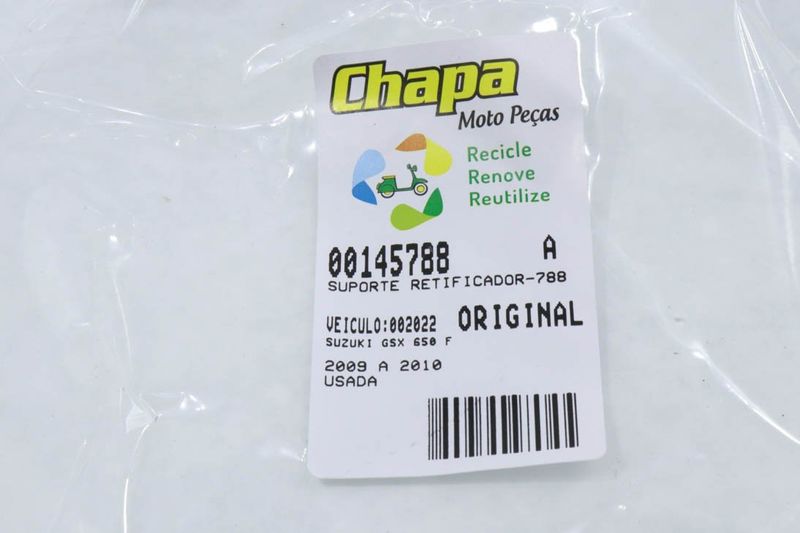 Chapa
Moto Peças
Recicle
Renove
Reutilize
00145788 A
SUPORTE RETIFICADOR-788
VEICULO:002022 ORIGINAL
SUZUKI GSX 650 F
2009 A 2010
USADA